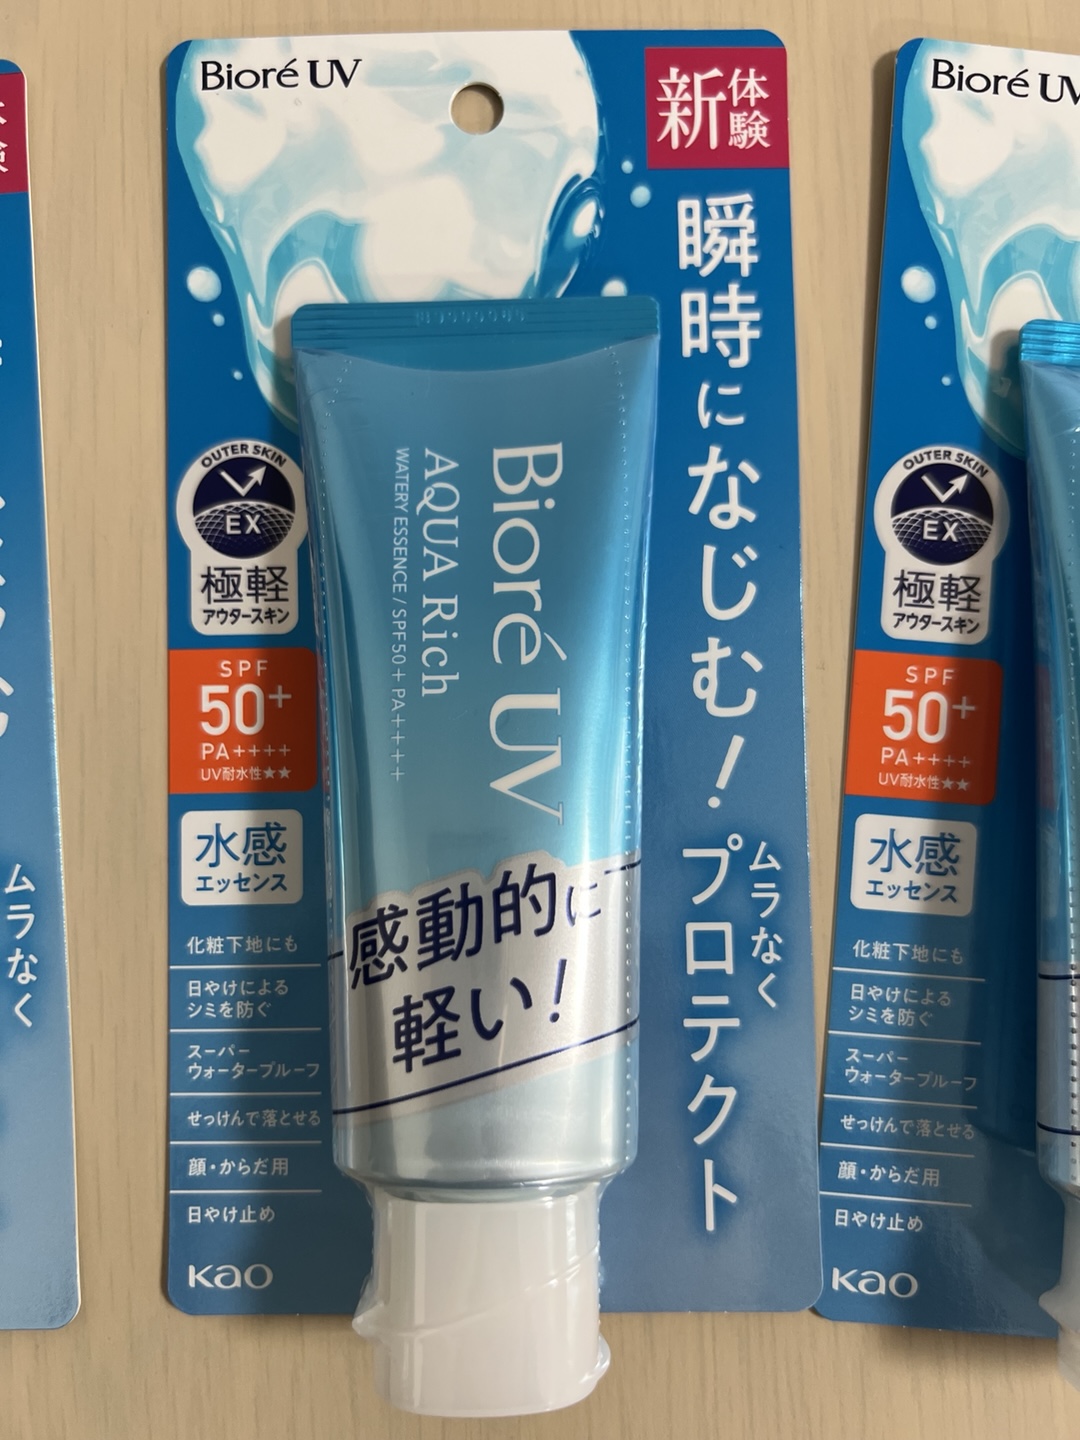 Bioré UV
新体験
瞬時になじむ!
ムラなく
プロテクト
OUTER SKIN
EX
極軽
アウタースキン
SPF
50+
PA++++
UV耐水性★★
水感
エッセンス
化粧下地にも
日やけによる
シミを防ぐ
スーパー
ウォータープルーフ
せっけんで落とせる
顔・からだ用
日やけ止め
Kao
Bioré UV
AQUA Rich
WATERY ESSENCE / SPF50+ PA++++
感動的に
軽い!
体験
ムラなく
Bioré UV
OUTER SKIN
EX
極軽
アウタースキン
SPF
50+
PA++++
UV耐水性★★
水感
エッセンス
化粧下地にも
日やけによる
シミを防ぐ
スーパー
ウォータープルーフ
せっけんで落とせる
顔・からだ用
日やけ止め
Kao